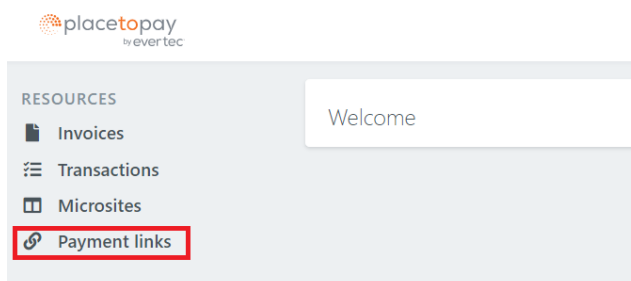 placetopay
by evertec
RESOURCES
Invoices
Welcome
Transactions
Microsites
Payment links